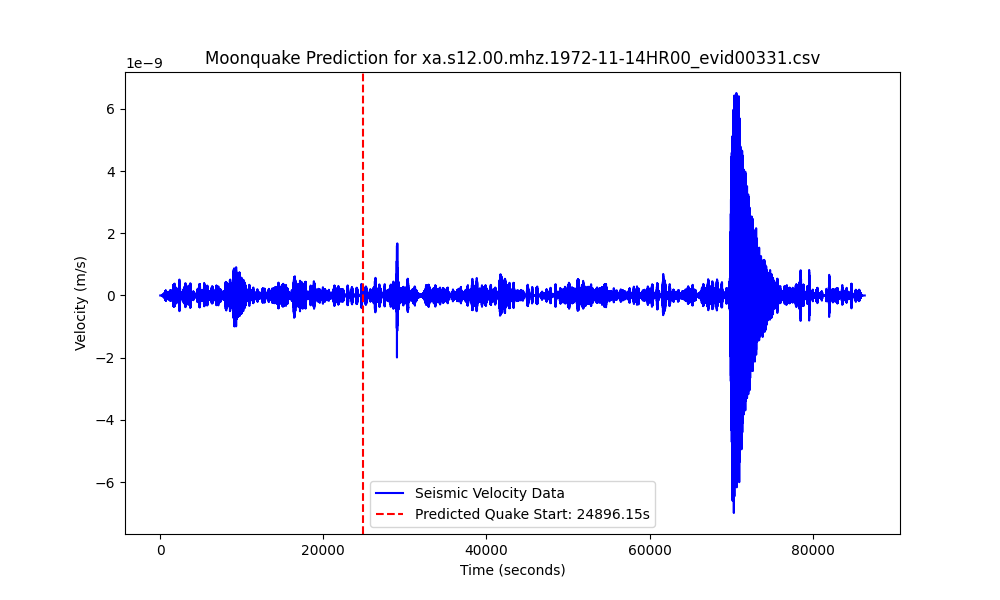 Moonquake Prediction for xa.s12.00.mhz.1972-11-14HR00_evid00331.csv
1e−9
6
4
2
0
−2
−4
−6
Velocity (m/s)
Seismic Velocity Data
Predicted Quake Start: 24896.15s
0 20000 40000 60000 80000
Time (seconds)